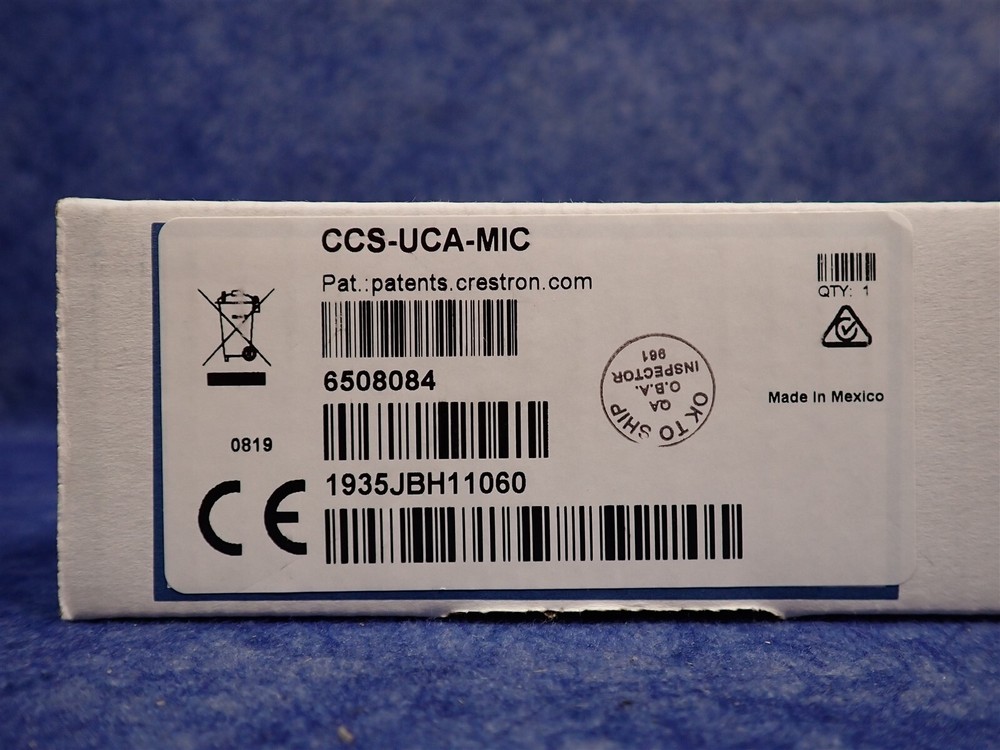 CCS-UCA-MIC
Pat.:patents.crestron.com
QTY: 1
6508084
Made In Mexico
OK TO SHIP
QA
O.B.A.
INSPECTOR
961
0819
1935JBH11060
CE